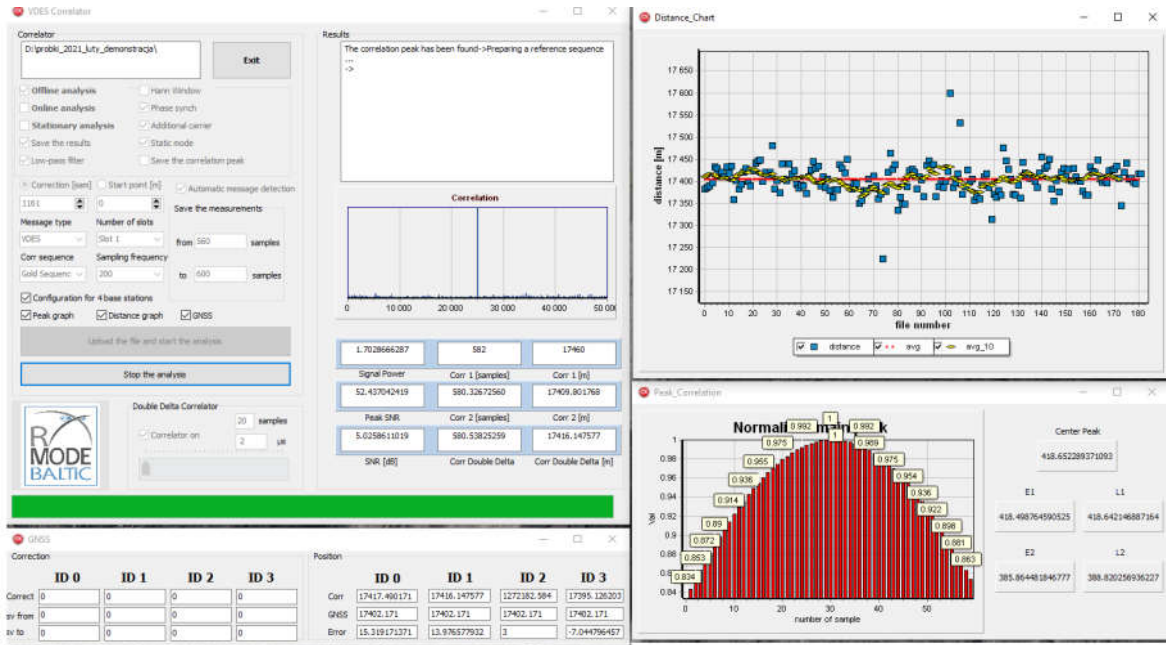 VDES Correlator
Correlator
D:\probki_2021_luty_demonstracja\
Exit
Offline analysis
Hann Window
Online analysis
Phase synch
Stationary analysis
Additional carrier
Save the results
Static mode
Low-pass filter
Save the correlation peak
Correction [sam]
Start point [m]
Automatic message detection
1161
0
Save the measurements
Message type
Number of slots
VDES
Slot 1
from 560 samples
Corr sequence
Sampling frequency
Gold Sequenc
200
to 600 samples
Configuration for 4 base stations
Peak graph
Distance graph
GNSS
Upload the file and start the analysis
Stop the analysis
R
MODE
BALTIC
Double Delta Correlator
20 samples
Correlator on
2 µs
Results
The correlation peak has been found->Preparing a reference sequence
...
->
Correlation
0 10 000 20 000 30 000 40 000 50 000
1.7028666287 582 17460
Signal Power Corr 1 [samples] Corr 1 [m]
52.437042419 580.32672560 17409.801768
Peak SNR Corr 2 [samples] Corr 2 [m]
5.0258611019 580.53825259 17416.147577
SNR [dB] Corr Double Delta Corr Double Delta [m]
GNSS
Correction
ID 0 ID 1 ID 2 ID 3
Correct 0 0 0 0
av from 0 0 0 0
av to 0 0 0 0
Position
ID 0 ID 1 ID 2 ID 3
Corr 17417.490171 17416.147577 1272182.584 17395.126203
GNSS 17402.171 17402.171 17402.171 17402.171
Error 15.319171371 13.976577932 3 -7.044796457
Distance_Chart
17 650
17 600
17 550
17 500
17 450
17 400
17 350
17 300
17 250
17 200
17 150
distance [m]
0 10 20 30 40 50 60 70 80 90 100 110 120 130 140 150 160 170 180
file number
distance avg avg_10
Peak_Correlation
1
0.98
0.96
0.94
0.92
0.9
0.88
0.86
0.84
Val
0.834
0.853
0.872
0.89
0.914
0.936
0.955
0.975
0.992
1
1
0.992
0.989
0.975
0.954
0.936
0.922
0.898
0.881
0.863
0 10 20 30 40 50
number of sample
Center Peak
418.652289371093
E1 L1
418.498764590525 418.642146887164
E2 L2
385.864481846777 388.820256936227